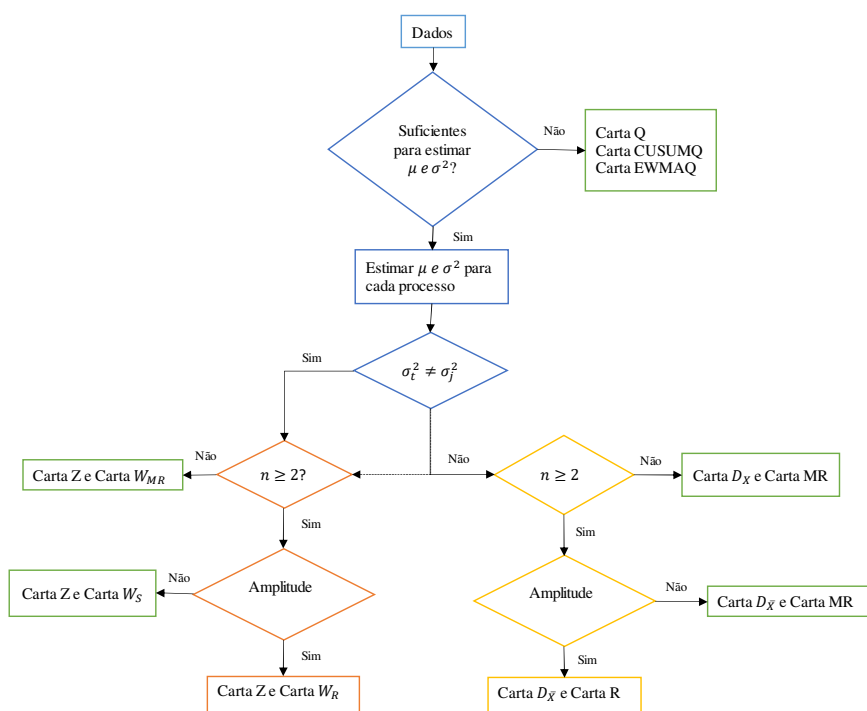 Dados
Suficientes
para estimar
μ e σ²?
Não
Carta Q
Carta CUSUMQ
Carta EWMAQ
Sim
Estimar μ e σ² para
cada processo
Sim
σ_t² ≠ σ_j²
Não
Carta Z e Carta W_MR
n ≥ 2?
Não
n ≥ 2
Não
Carta D_X e Carta MR
Sim
Sim
Carta Z e Carta W_S
Não
Amplitude
Amplitude
Não
Carta D_X̄ e Carta MR
Sim
Sim
Carta Z e Carta W_R
Carta D_X̄ e Carta R